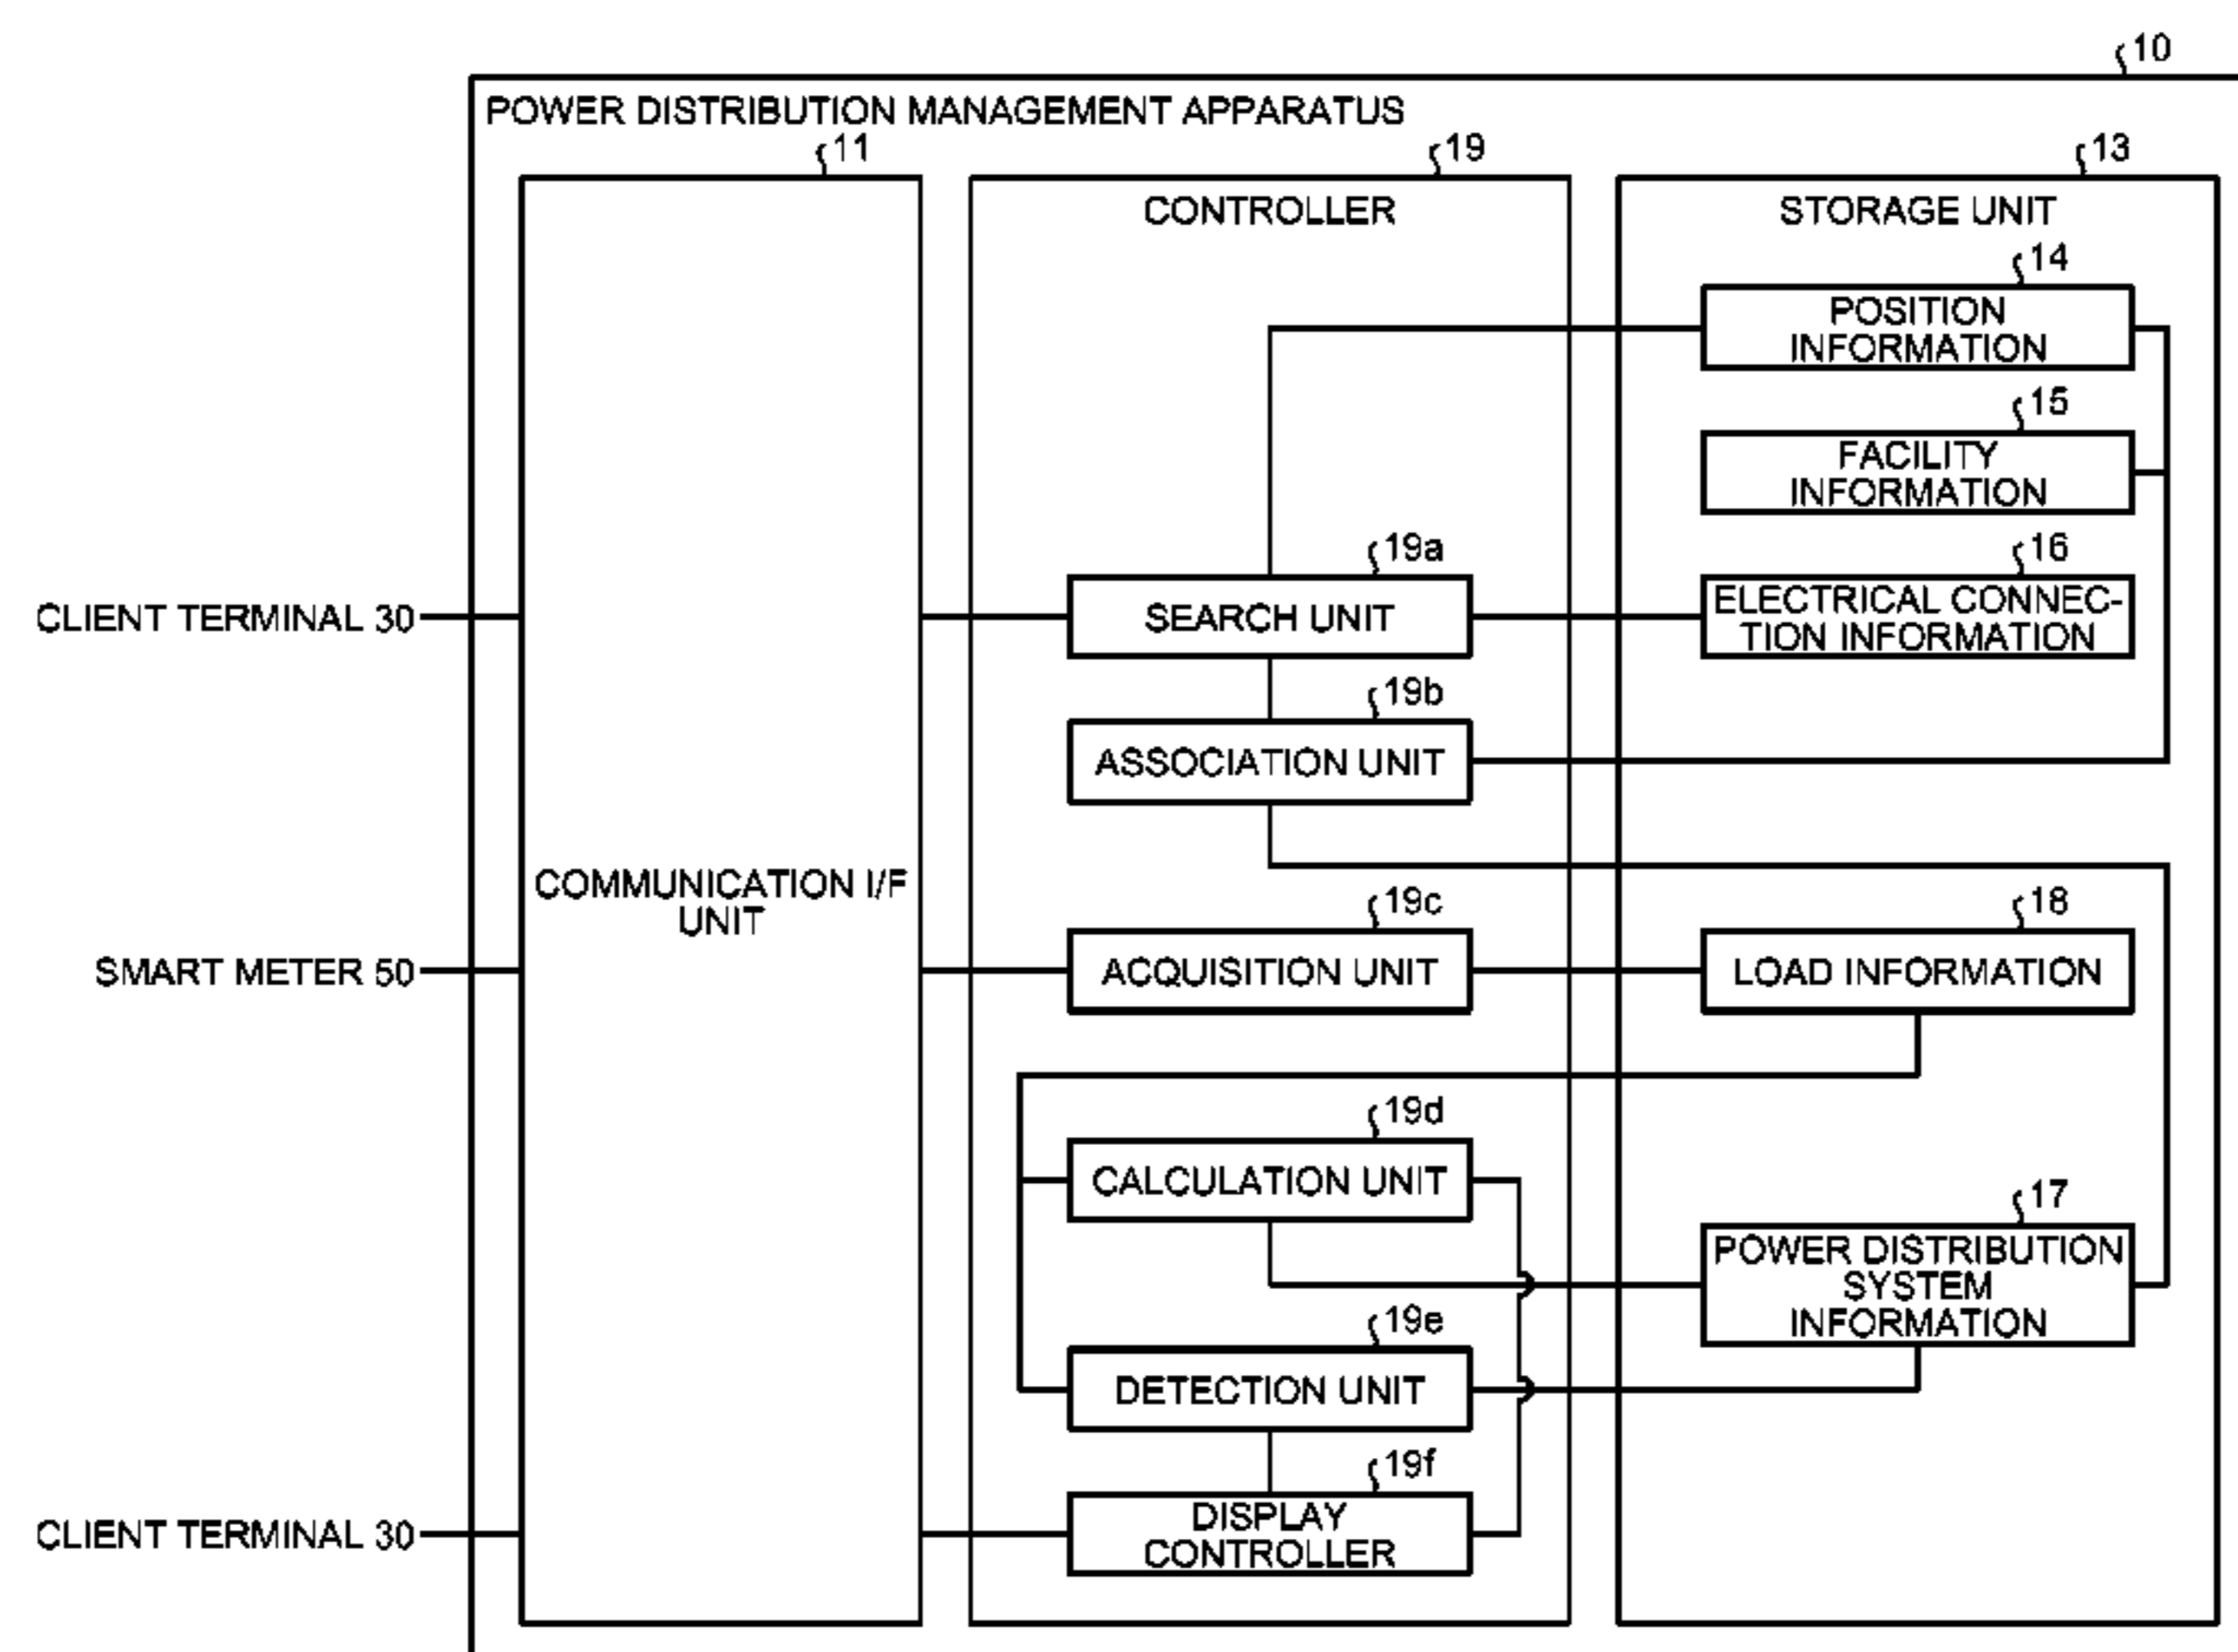 10
POWER DISTRIBUTION MANAGEMENT APPARATUS
11
19
13
CONTROLLER
STORAGE UNIT
14
POSITION
INFORMATION
15
FACILITY
INFORMATION
19a
16
CLIENT TERMINAL 30
SEARCH UNIT
ELECTRICAL CONNEC-
TION INFORMATION
19b
ASSOCIATION UNIT
COMMUNICATION I/F
UNIT
19c
18
SMART METER 50
ACQUISITION UNIT
LOAD INFORMATION
19d
CALCULATION UNIT
17
POWER DISTRIBUTION
SYSTEM
INFORMATION
19e
DETECTION UNIT
19f
CLIENT TERMINAL 30
DISPLAY
CONTROLLER